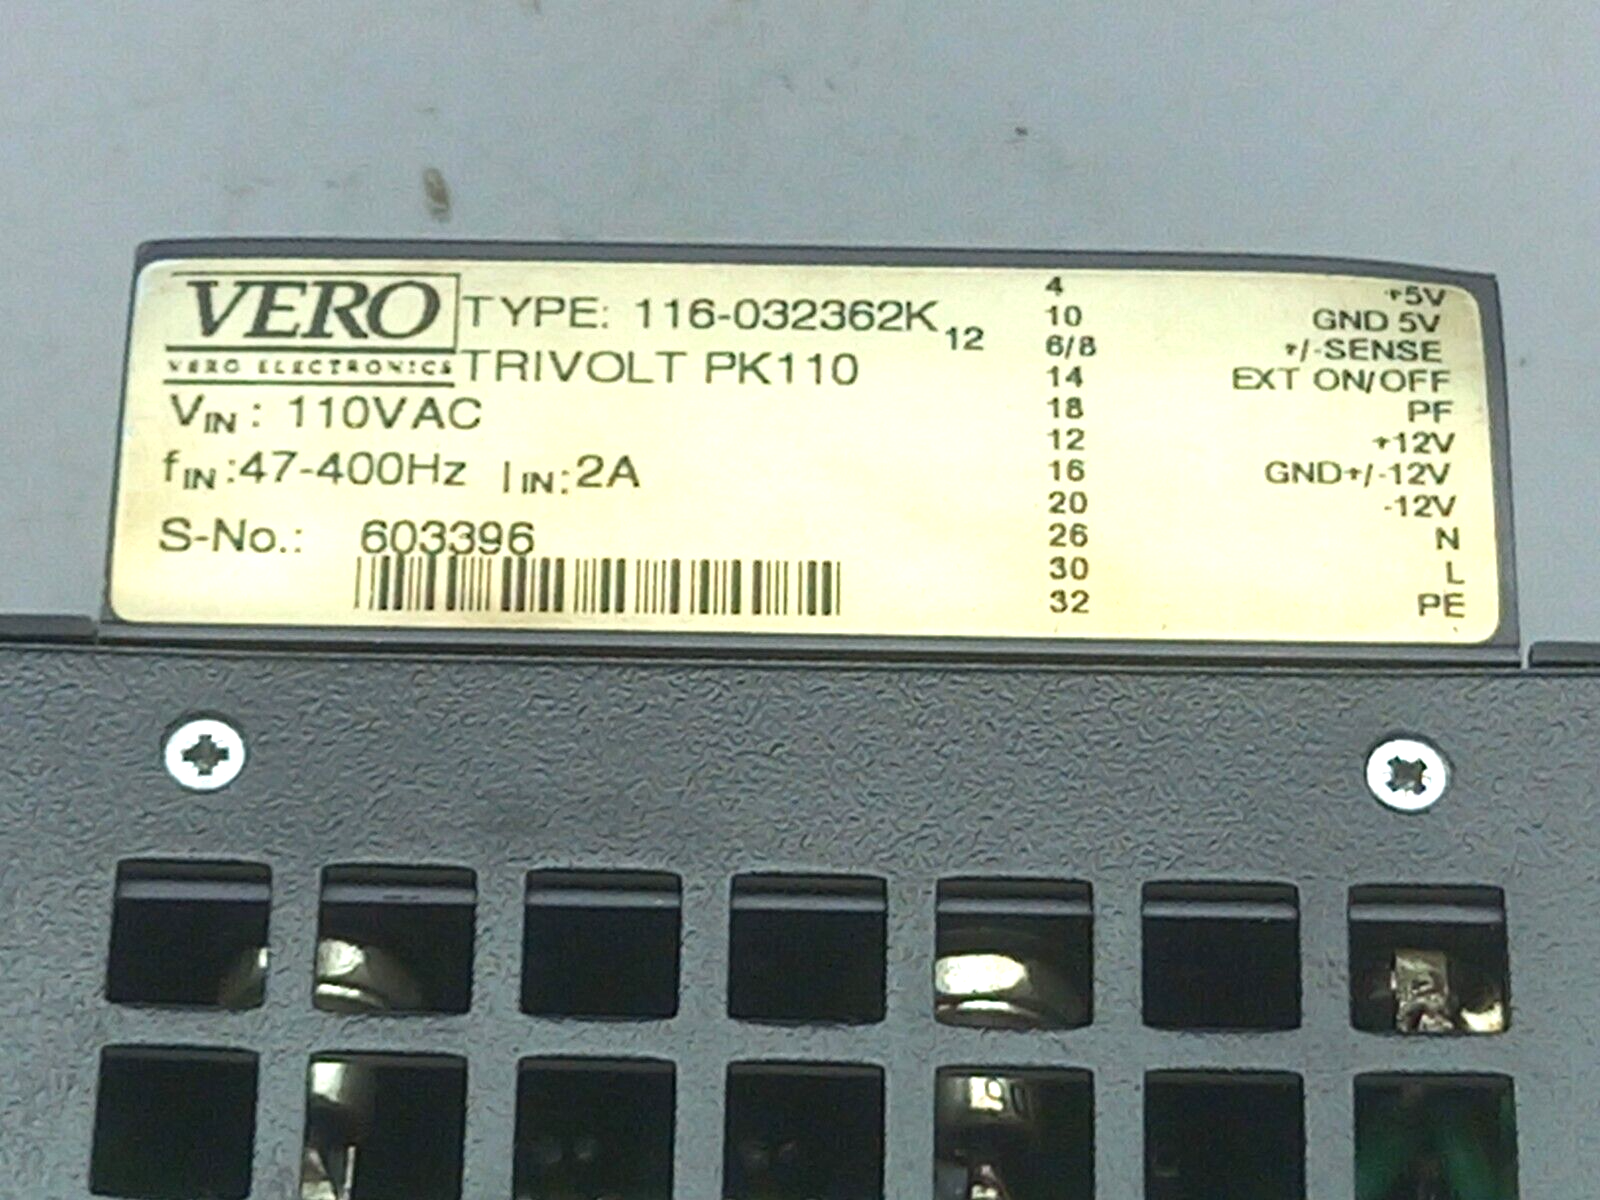 VERO
VERO ELECTRONICS
TYPE: 116-032362K 12
TRIVOLT PK110
VIN: 110VAC
fIN:47-400Hz IIN:2A
S-No.: 603396
4 +5V
10 GND 5V
6/8 +/-SENSE
14 EXT ON/OFF
18 PF
12 +12V
16 GND+/-12V
20 -12V
26 N
30 L
32 PE